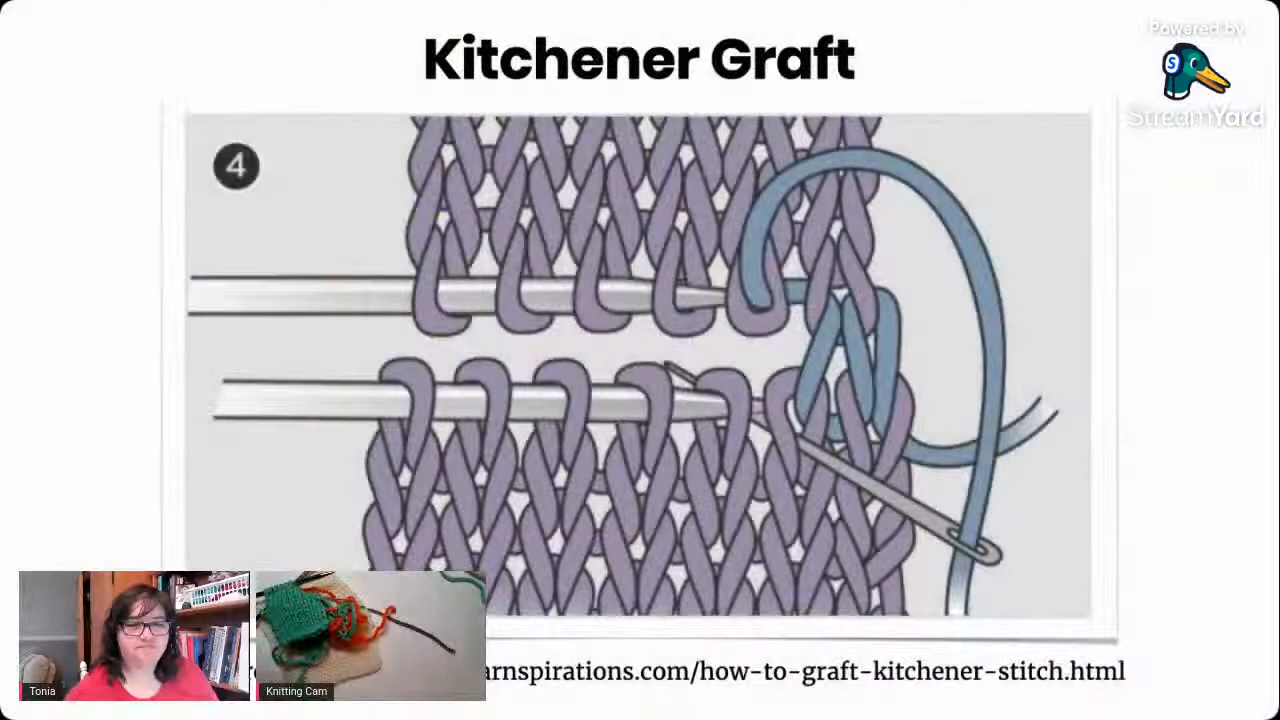 Kitchener Graft
Powered by
S
StreamYard
4
arnspirations.com/how-to-graft-kitchener-stitch.html
Tonia
Knitting Cam